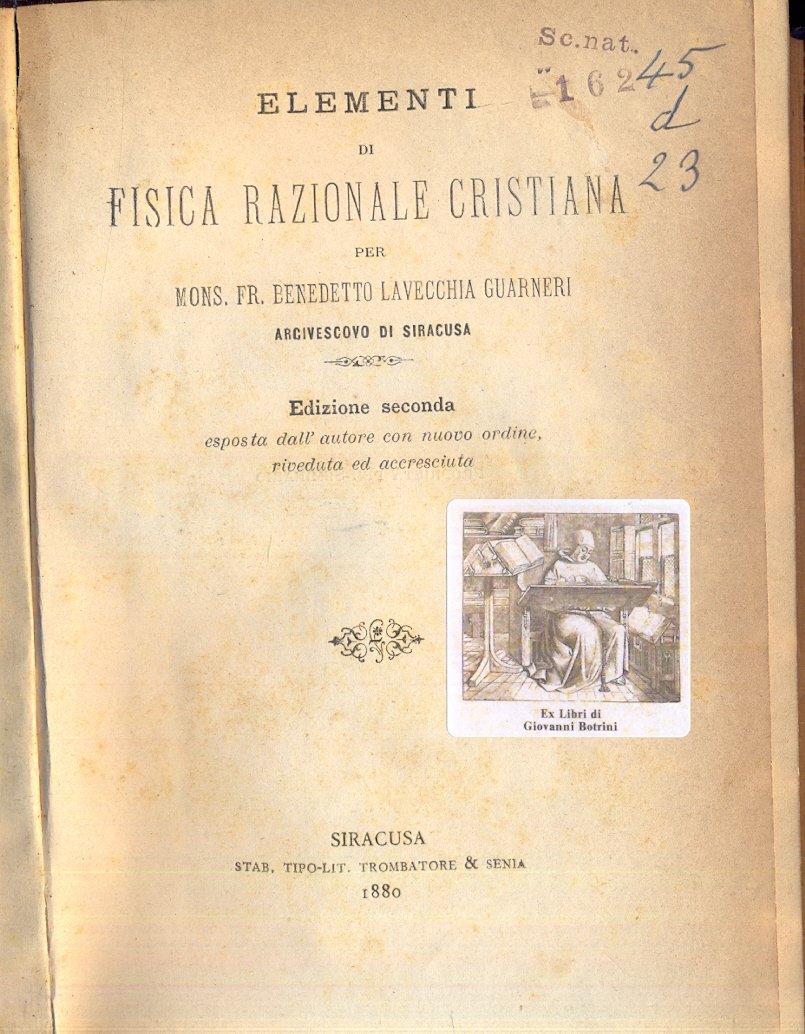 Sc.nat.
162
45
d
23
ELEMENTI
DI
FISICA RAZIONALE CRISTIANA
PER
MONS. FR. BENEDETTO LAVECCHIA GUARNERI
ARCIVESCOVO DI SIRACUSA
Edizione seconda
esposta dall' autore con nuovo ordine,
riveduta ed accresciuta
Ex Libri di
Giovanni Botrini
SIRACUSA
STAB. TIPO-LIT. TROMBATORE & SENIA
1880